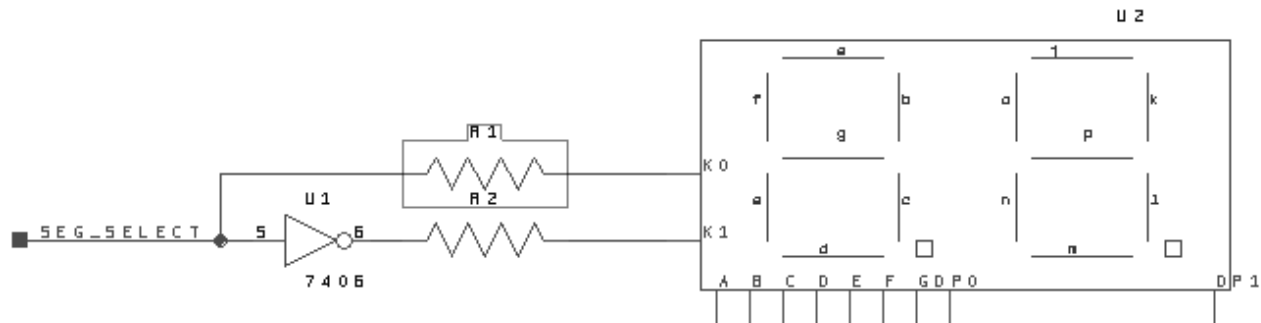 U2
a j
f b o k
g p
R1
K0
U1 R2
e c n l
SEG_SELECT 5 6 K1
d m
7406 A B C D E F G DP0 DP1